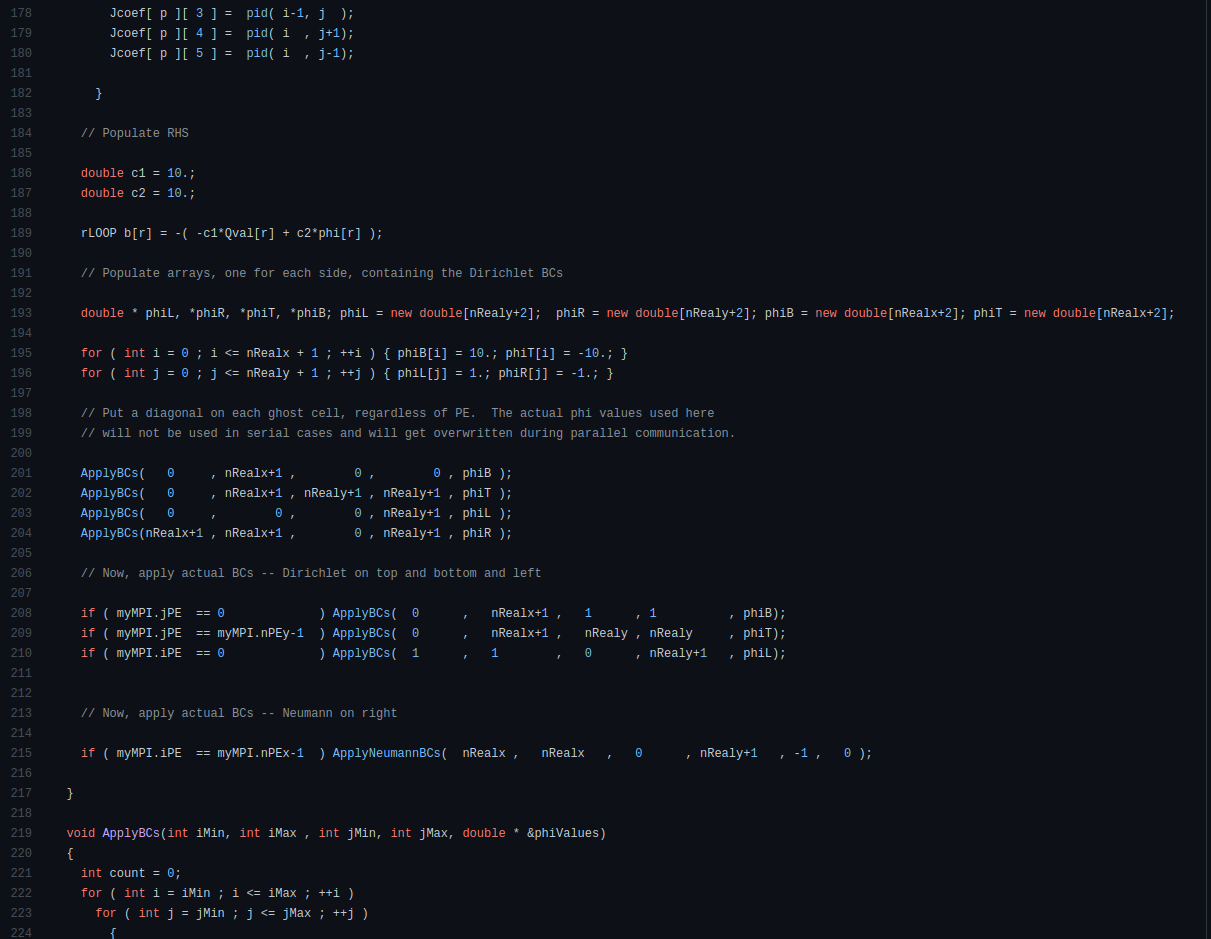 178 Jcoef[ p ][ 3 ] =  pid( i-1, j  );
179 Jcoef[ p ][ 4 ] =  pid( i  , j+1);
180 Jcoef[ p ][ 5 ] =  pid( i  , j-1);
181
182 }
183
184 // Populate RHS
185
186 double c1 = 10.;
187 double c2 = 10.;
188
189 rLOOP b[r] = -( -c1*Qval[r] + c2*phi[r] );
190
191 // Populate arrays, one for each side, containing the Dirichlet BCs
192
193 double * phiL, *phiR, *phiT, *phiB; phiL = new double[nRealy+2];  phiR = new double[nRealy+2]; phiB = new double[nRealx+2]; phiT = new double[nRealx+2];
194
195 for ( int i = 0 ; i <= nRealx + 1 ; ++i ) { phiB[i] = 10.; phiT[i] = -10.; }
196 for ( int j = 0 ; j <= nRealy + 1 ; ++j ) { phiL[j] = 1.; phiR[j] = -1.; }
197
198 // Put a diagonal on each ghost cell, regardless of PE.  The actual phi values used here
199 // will not be used in serial cases and will get overwritten during parallel communication.
200
201 ApplyBCs(   0     , nRealx+1 ,        0 ,        0 , phiB );
202 ApplyBCs(   0     , nRealx+1 , nRealy+1 , nRealy+1 , phiT );
203 ApplyBCs(   0     ,        0 ,        0 , nRealy+1 , phiL );
204 ApplyBCs(nRealx+1 , nRealx+1 ,        0 , nRealy+1 , phiR );
205
206 // Now, apply actual BCs -- Dirichlet on top and bottom and left
207
208 if ( myMPI.jPE  == 0             ) ApplyBCs(  0      ,   nRealx+1 ,   1      , 1          , phiB);
209 if ( myMPI.jPE  == myMPI.nPEy-1  ) ApplyBCs(  0      ,   nRealx+1 ,   nRealy , nRealy     , phiT);
210 if ( myMPI.iPE  == 0             ) ApplyBCs(  1      ,   1        ,   0      , nRealy+1   , phiL);
211
212
213 // Now, apply actual BCs -- Neumann on right
214
215 if ( myMPI.iPE  == myMPI.nPEx-1  ) ApplyNeumannBCs(  nRealx ,   nRealx   ,   0      , nRealy+1   , -1 ,   0 );
216
217 }
218
219 void ApplyBCs(int iMin, int iMax , int jMin, int jMax, double * &phiValues)
220 {
221 int count = 0;
222 for ( int i = iMin ; i <= iMax ; ++i )
223 for ( int j = jMin ; j <= jMax ; ++j )
224 {